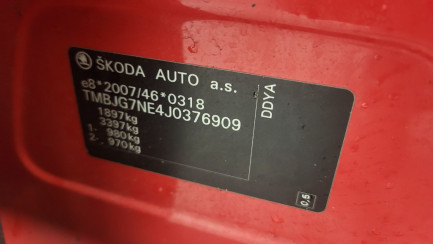 ŠKODA AUTO a.s.
e8*2007/46*0318
TMBJG7NE4J0376909
1897kg
3397kg
1. 980kg
2. 970kg
DDYA
0,5